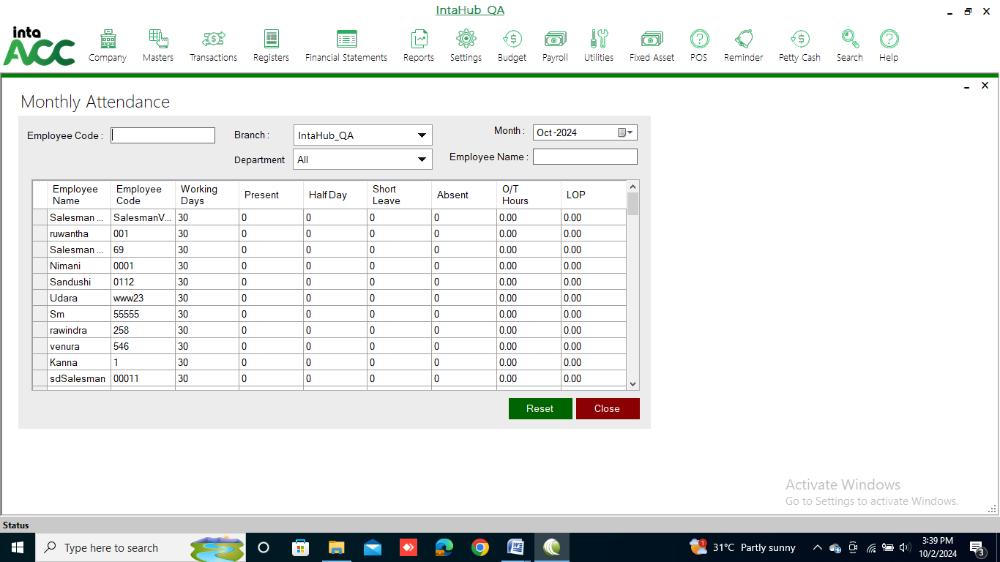 IntaHub_QA
inta
ACC
Company Masters Transactions Registers Financial Statements Reports Settings Budget Payroll Utilities Fixed Asset POS Reminder Petty Cash Search Help
Monthly Attendance
Employee Code : Branch : IntaHub_QA Month : Oct-2024
Department All Employee Name :
Employee Name Employee Code Working Days Present Half Day Short Leave Absent O/T Hours LOP
Salesman ... SalesmanV... 30 0 0 0 0 0.00 0.00
ruwantha 001 30 0 0 0 0 0.00 0.00
Salesman ... 69 30 0 0 0 0 0.00 0.00
Nimani 0001 30 0 0 0 0 0.00 0.00
Sandushi 0112 30 0 0 0 0 0.00 0.00
Udara www23 30 0 0 0 0 0.00 0.00
Sm 55555 30 0 0 0 0 0.00 0.00
rawindra 258 30 0 0 0 0 0.00 0.00
venura 546 30 0 0 0 0 0.00 0.00
Kanna 1 30 0 0 0 0 0.00 0.00
sdSalesman 00011 30 0 0 0 0 0.00 0.00
Reset Close
Activate Windows
Go to Settings to activate Windows.
Status
Type here to search 1 31°C Partly sunny 3:39 PM
10/2/2024 3